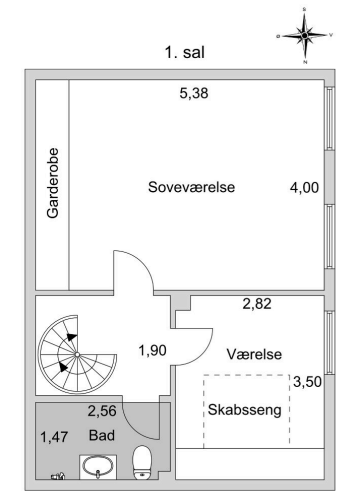 S
Ø
V
N
1. sal
5,38
Garderobe
Soveværelse
4,00
2,82
1,90
Værelse
3,50
2,56
Skabsseng
1,47
Bad